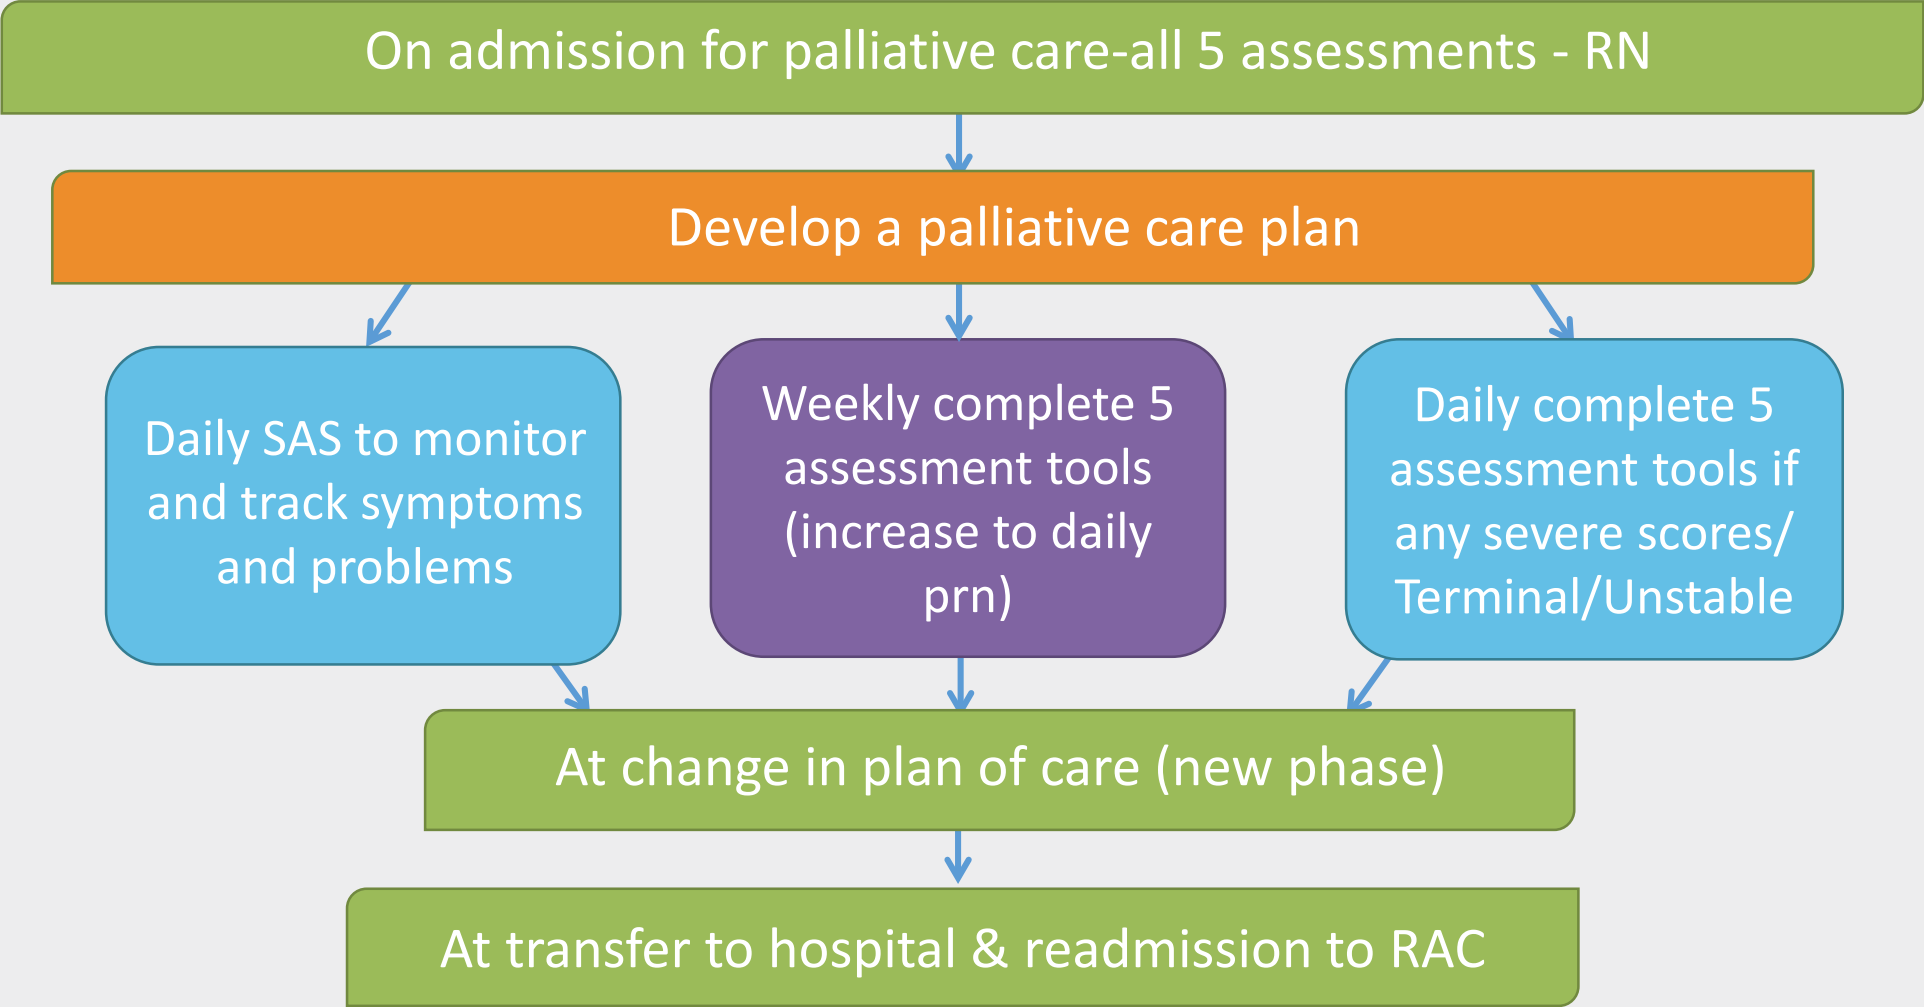 On admission for palliative care-all 5 assessments - RN
Develop a palliative care plan
Daily SAS to monitor
and track symptoms
and problems
Weekly complete 5
assessment tools
(increase to daily
prn)
Daily complete 5
assessment tools if
any severe scores/
Terminal/Unstable
At change in plan of care (new phase)
At transfer to hospital & readmission to RAC